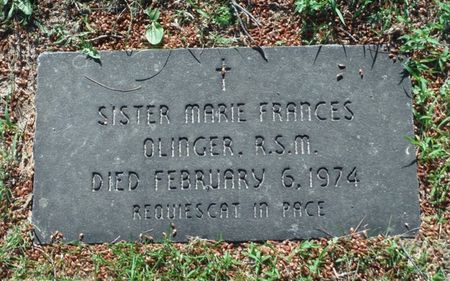 SISTER MARIE FRANCES
OLINGER, R.S.M.
DIED FEBRUARY 6, 1974
REQUIESCAT IN PACE